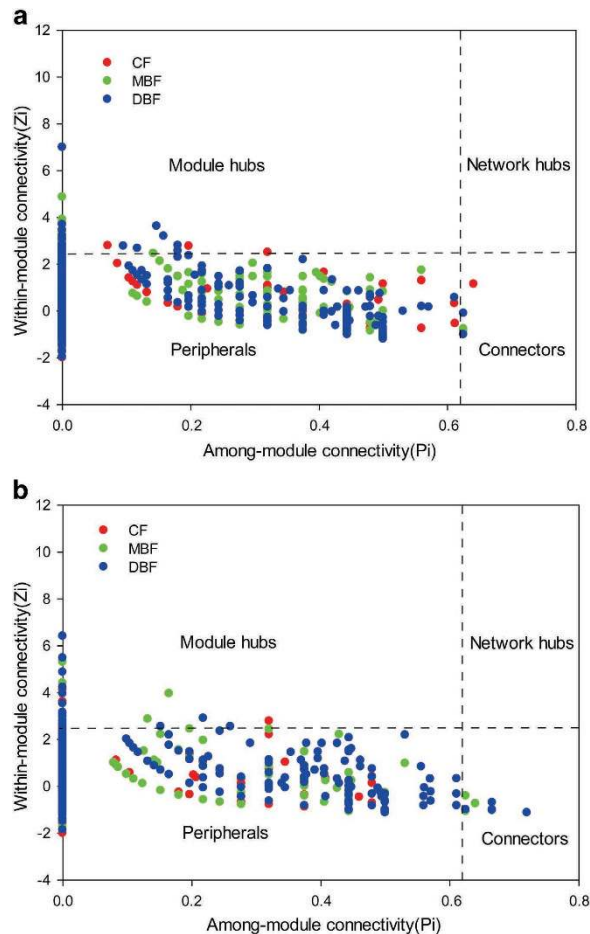 a
12
10
8
6
4
2
0
-2
-4
Within-module connectivity(Zi)
CF
MBF
DBF
Module hubs
Network hubs
Peripherals
Connectors
0.0 0.2 0.4 0.6 0.8
Among-module connectivity(Pi)
b
12
10
8
6
4
2
0
-2
-4
Within-module connectivity(Zi)
CF
MBF
DBF
Module hubs
Network hubs
Peripherals
Connectors
0.0 0.2 0.4 0.6 0.8
Among-module connectivity(Pi)